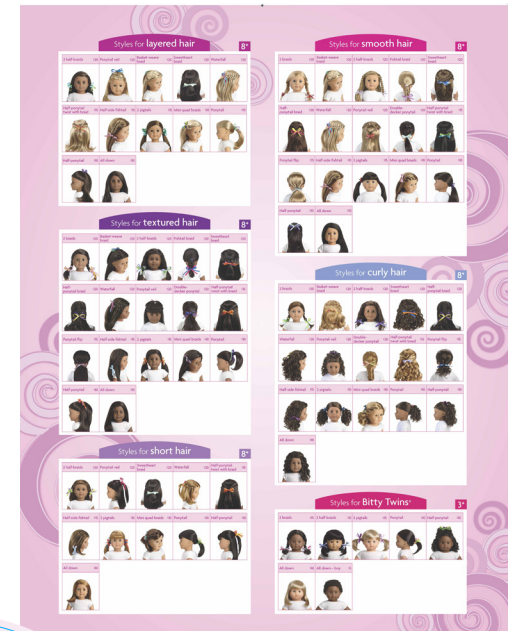 Styles for layered hair
8+
2 half-braids
Ponytail veil
Basket-weave braid
Sweetheart braid
Waterfall
Half-ponytail twist with braid
Half-side fishtail
2 pigtails
Mini quad braids
Ponytail
Half ponytail
All down
Styles for textured hair
8+
2 braids
Basket-weave braid
2 half-braids
Fishtail braid
Sweetheart braid
Half-ponytail braid
Waterfall
Ponytail veil
Double-decker ponytail
Half-ponytail twist with braid
Ponytail flip
Half-side fishtail
2 pigtails
Mini quad braids
Ponytail
Half ponytail
All down
Styles for short hair
8+
2 half-braids
Ponytail veil
Sweetheart braid
Waterfall
Half-ponytail twist with braid
Half-side fishtail
2 pigtails
Mini quad braids
Ponytail
Half ponytail
All down
Styles for smooth hair
8+
2 braids
Basket-weave braid
2 half-braids
Fishtail braid
Sweetheart braid
Half-ponytail braid
Waterfall
Ponytail veil
Double-decker ponytail
Half-ponytail twist with braid
Ponytail flip
Half-side fishtail
2 pigtails
Mini quad braids
Ponytail
Half ponytail
All down
Styles for curly hair
8+
2 braids
Basket-weave braid
2 half-braids
Sweetheart braid
Half-ponytail braid
Waterfall
Ponytail veil
Double-decker ponytail
Half-ponytail twist with braid
Ponytail flip
Half-side fishtail
2 pigtails
Mini quad braids
Ponytail
Half ponytail
All down
Styles for Bitty Twins®
3+
2 braids
2 half-braids
2 pigtails
Ponytail
Half ponytail
All down
All down - boy